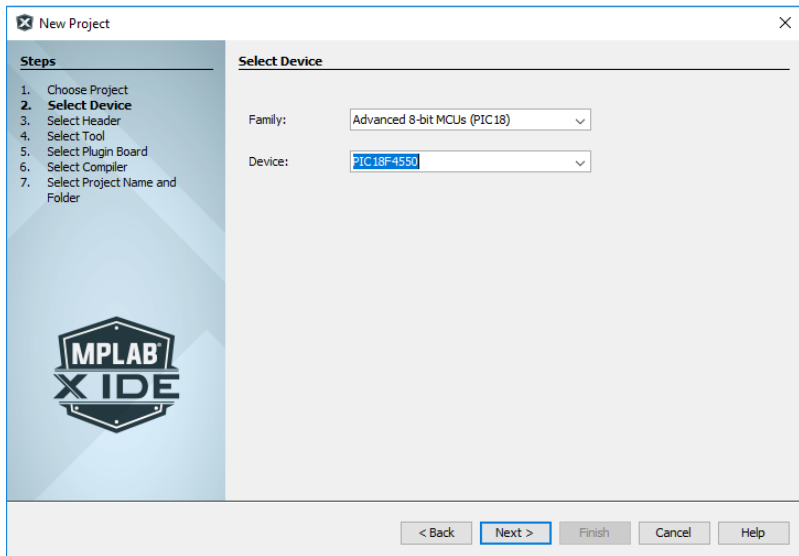 New Project
Steps
1. Choose Project
2. Select Device
3. Select Header
4. Select Tool
5. Select Plugin Board
6. Select Compiler
7. Select Project Name and
Folder
MPLAB®
X IDE
Select Device
Family: Advanced 8-bit MCUs (PIC18)
Device: PIC18F4550
< Back Next > Finish Cancel Help